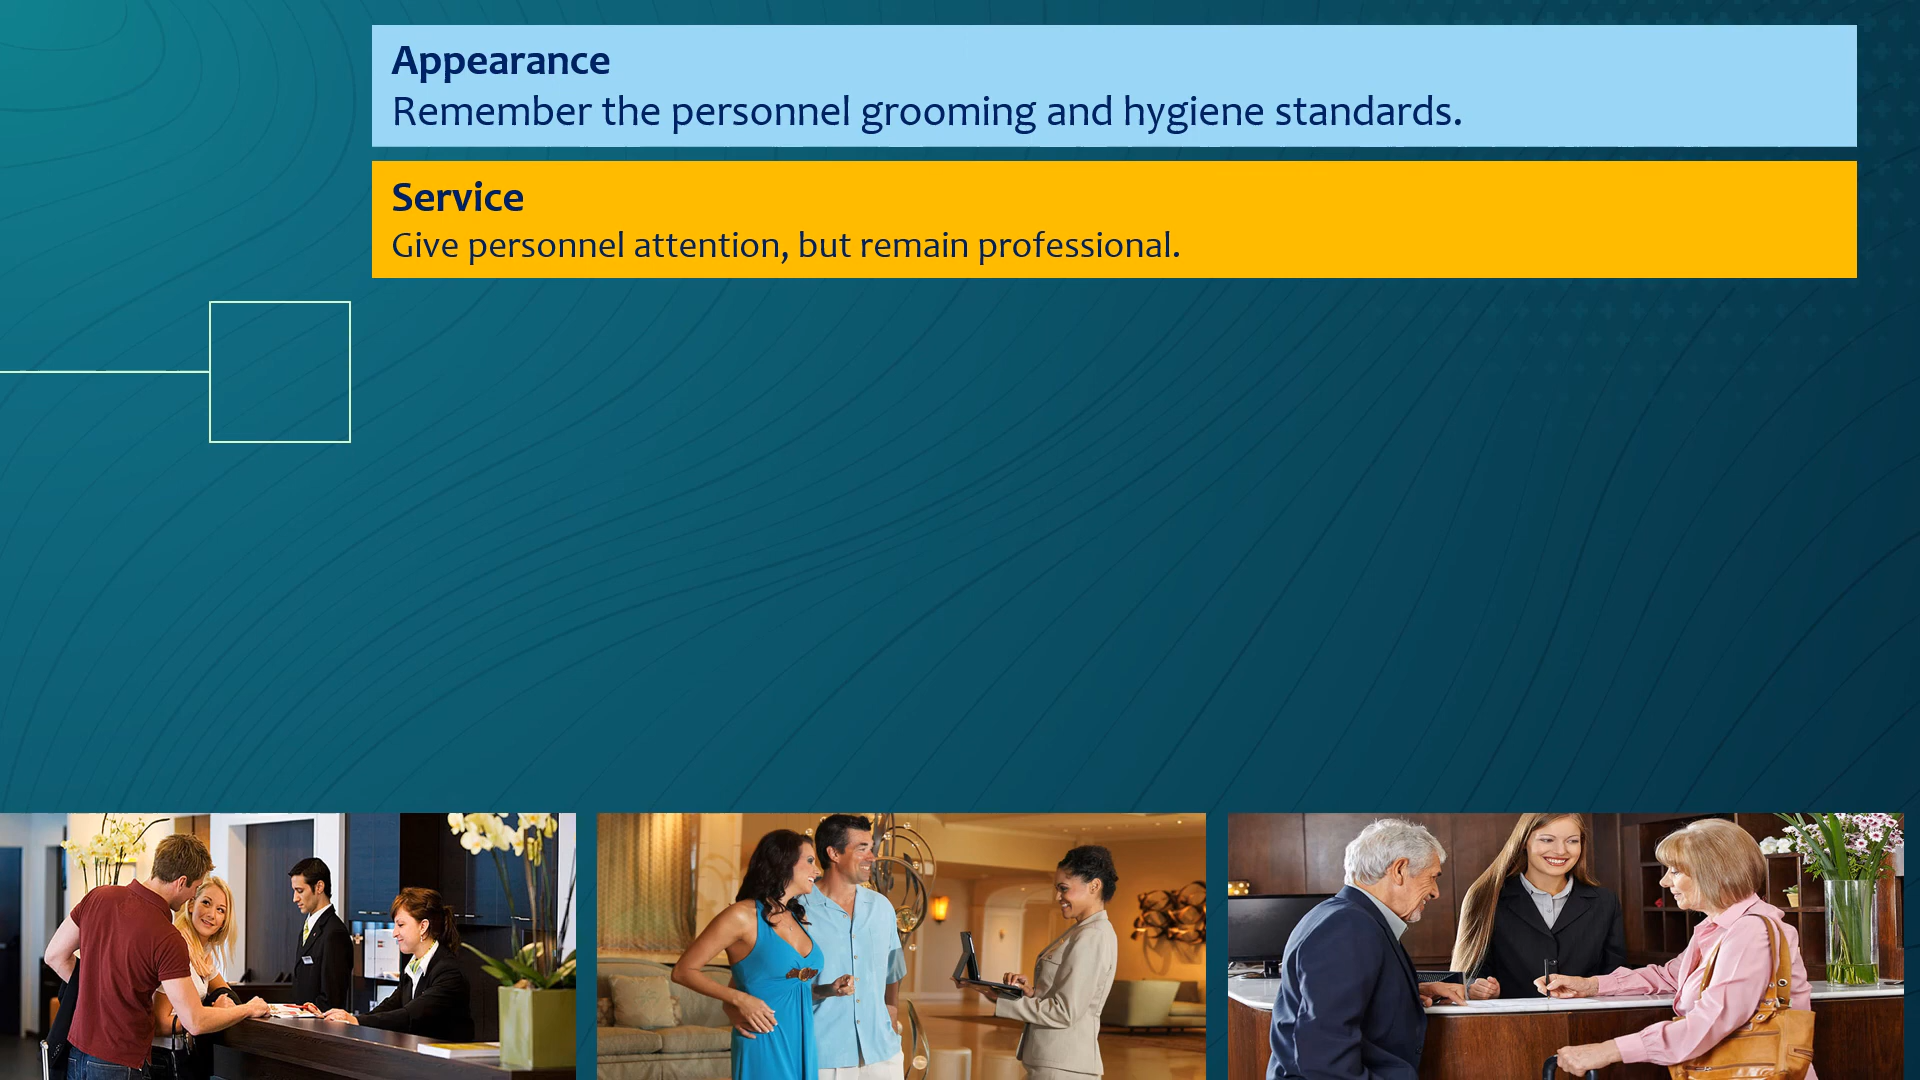 Appearance
Remember the personnel grooming and hygiene standards.
Service
Give personnel attention, but remain professional.